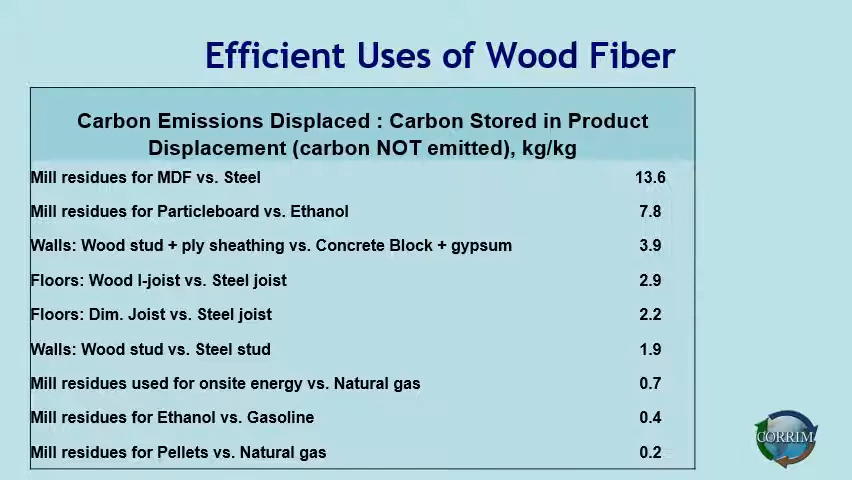 Efficient Uses of Wood Fiber
Carbon Emissions Displaced : Carbon Stored in Product
Displacement (carbon NOT emitted), kg/kg
Mill residues for MDF vs. Steel 13.6
Mill residues for Particleboard vs. Ethanol 7.8
Walls: Wood stud + ply sheathing vs. Concrete Block + gypsum 3.9
Floors: Wood I-joist vs. Steel joist 2.9
Floors: Dim. Joist vs. Steel joist 2.2
Walls: Wood stud vs. Steel stud 1.9
Mill residues used for onsite energy vs. Natural gas 0.7
Mill residues for Ethanol vs. Gasoline 0.4
Mill residues for Pellets vs. Natural gas 0.2
CORRIM